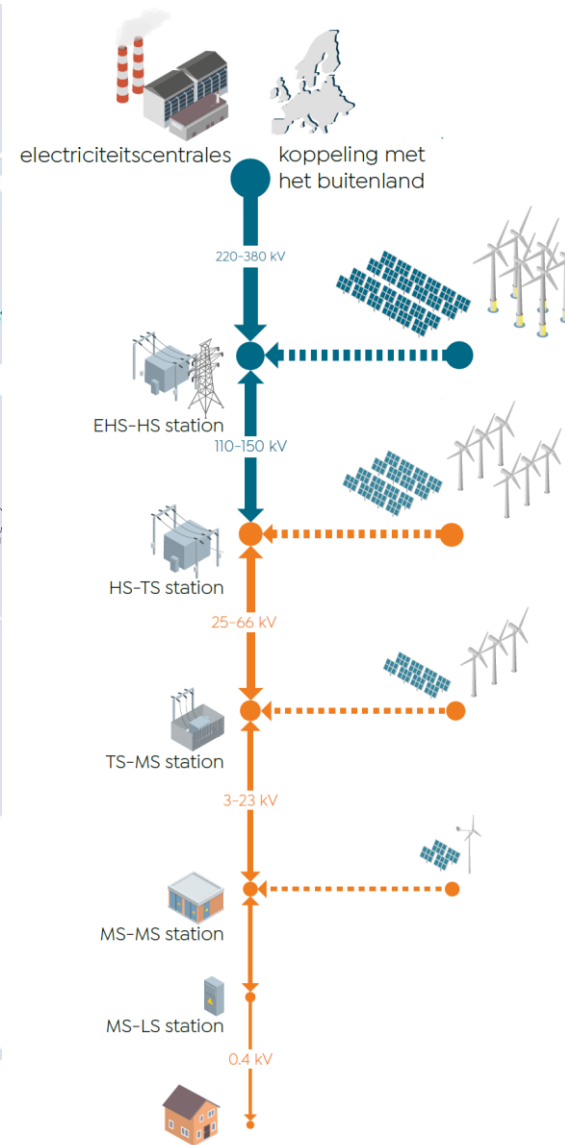 electriciteitscentrales
koppeling met
het buitenland
220-380 kV
EHS-HS station
110-150 kV
HS-TS station
25-66 kV
TS-MS station
3-23 kV
MS-MS station
MS-LS station
0.4 kV